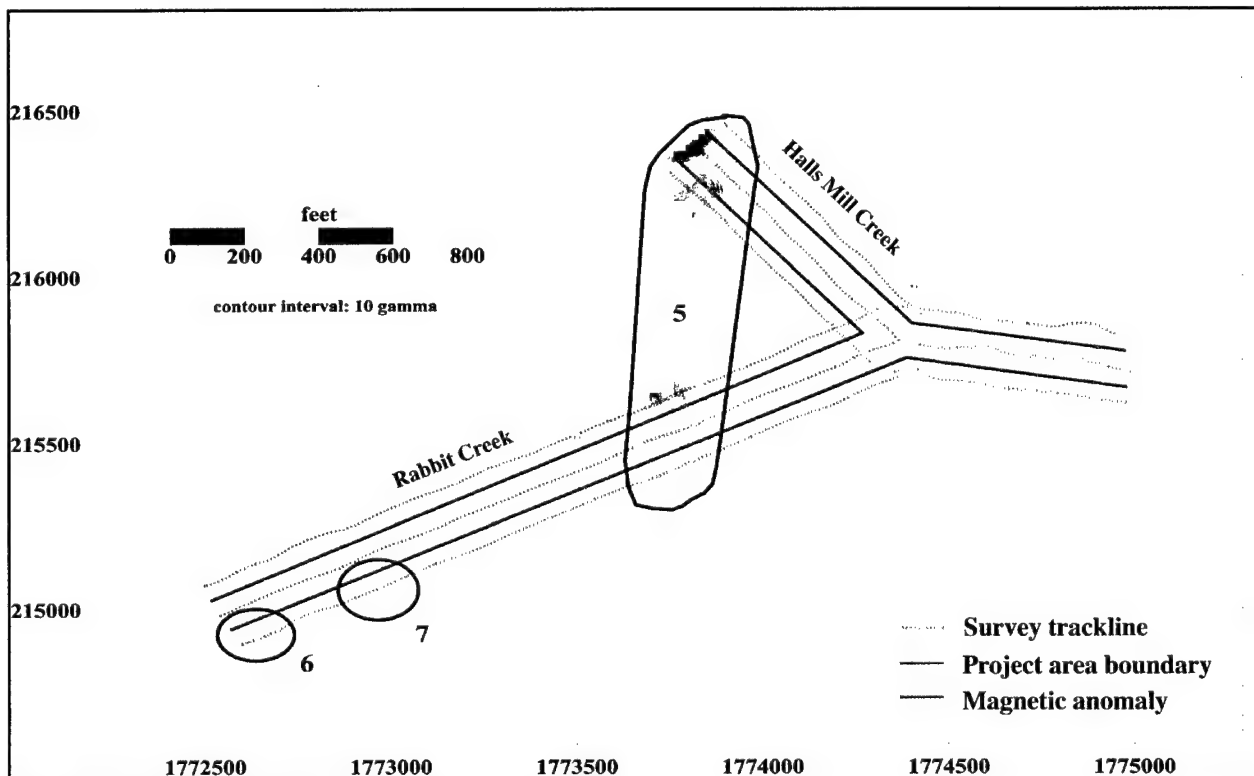 216500
Halls Mill Creek
feet
0 200 400 600 800
216000
contour interval: 10 gamma
5
215500
Rabbit Creek
215000
7
6
Survey trackline
Project area boundary
Magnetic anomaly
1772500 1773000 1773500 1774000 1774500 1775000